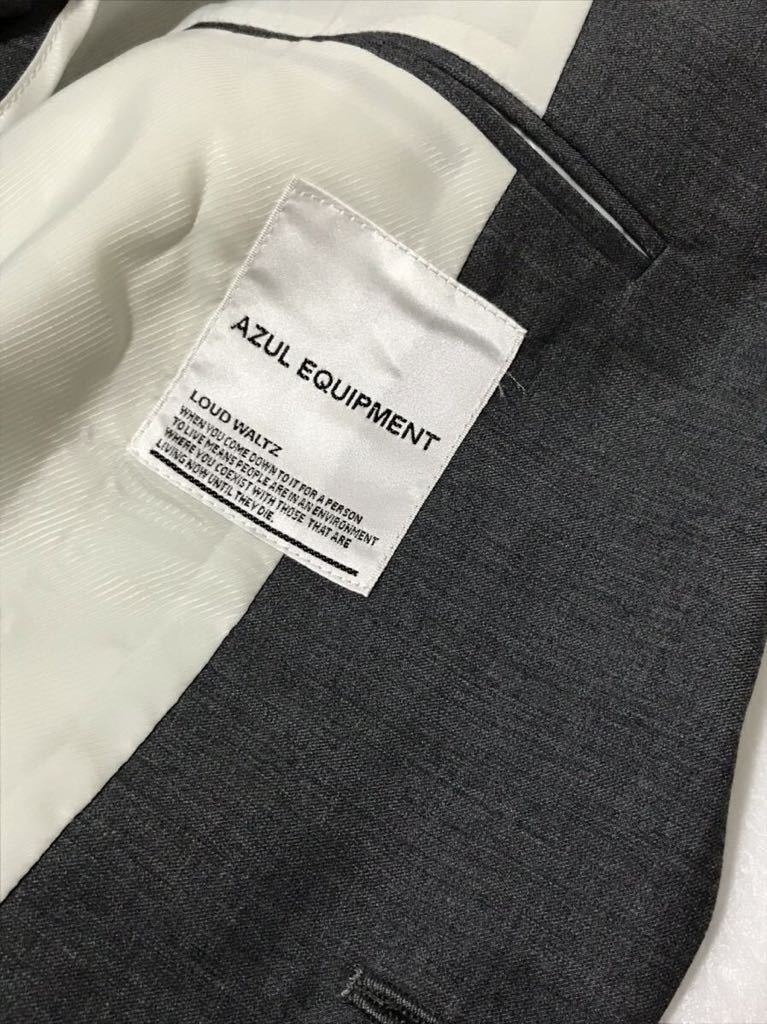 AZUL EQUIPMENT
LOUD WALTZ
WHEN YOU COME DOWN TO IT FOR A PERSON
TO LIVE MEANS PEOPLE ARE IN AN ENVIRONMENT
WHERE YOU COEXIST WITH THOSE THAT ARE
LIVING NOW UNTIL THEY DIE.